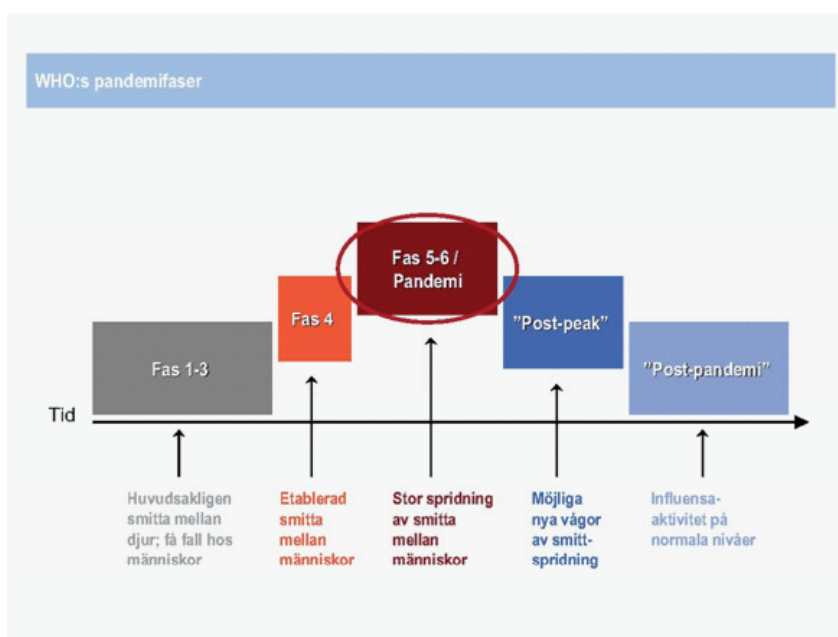 WHO:s pandemifaser
Fas 5-6 /
Pandemi
Fas 4
"Post-peak"
Fas 1-3
"Post-pandemi"
Tid
Huvudsakligen
smitta mellan
djur; få fall hos
människor
Etablerad
smitta
mellan
människor
Stor spridning
av smitta
mellan
människor
Möjliga
nya vågor
av smitt-
spridning
Influensa-
aktivitet på
normala nivåer